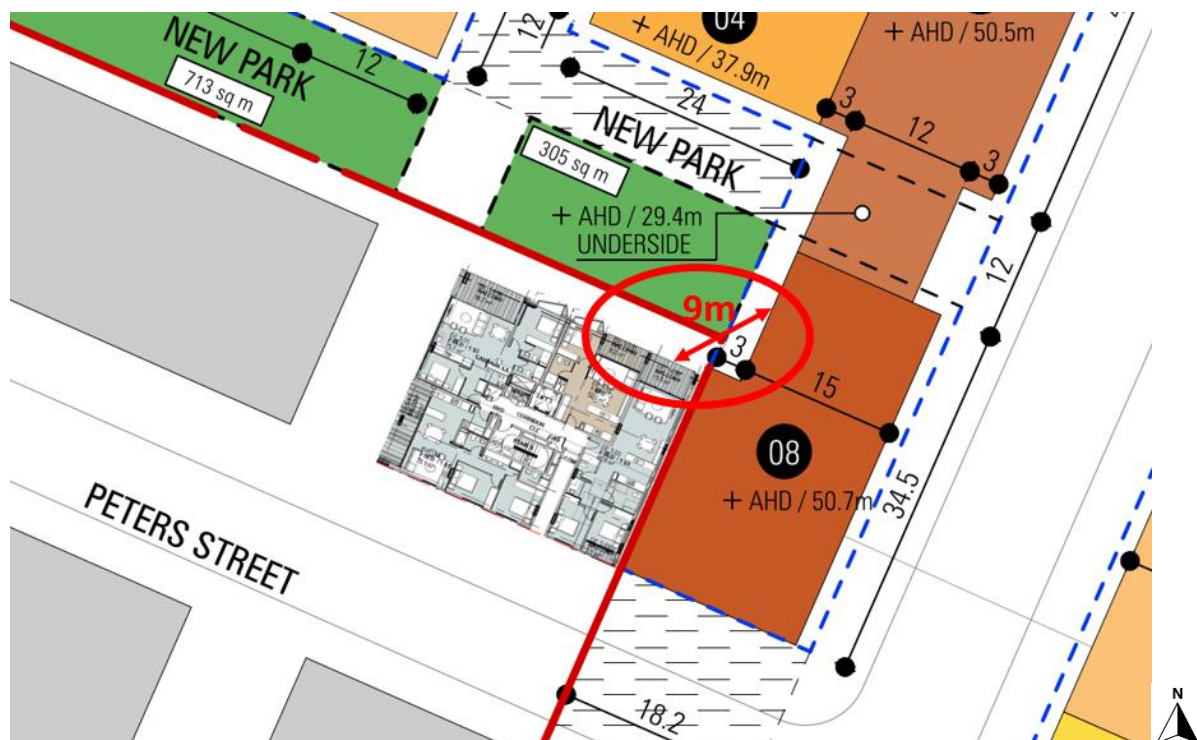 04
+ AHD / 50.5m
12
+ AHD / 37.9m
NEW PARK
12
713 sq m
24
3
12
3
NEW PARK
305 sq m
+ AHD / 29.4m
UNDERSIDE
12
9m
3
15
08
+ AHD / 50.7m
34.5
PETERS STREET
18.2
N